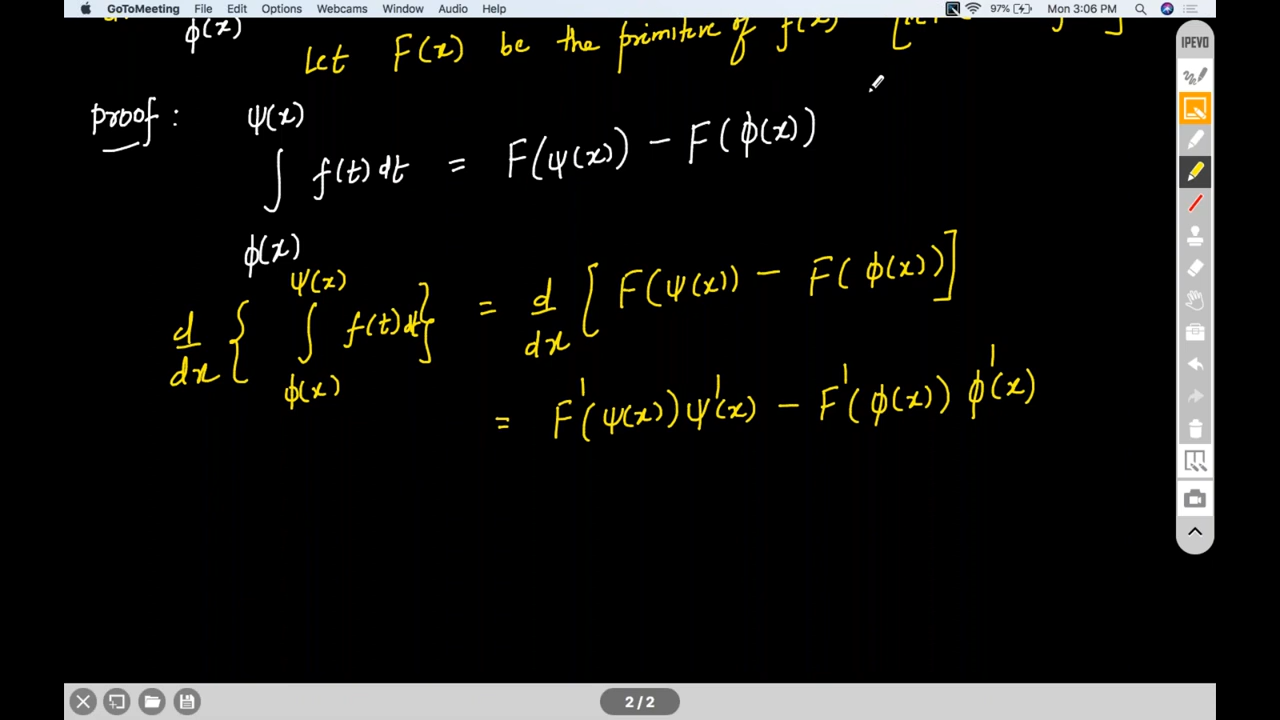 GoToMeeting File Edit Options Webcams Window Audio Help 97% Mon 3:06 PM
φ(x)
Let F(x) be the primitive of f(x) [
IPEVO
Proof :
ψ(x)
∫ f(t) dt = F(ψ(x)) − F(φ(x))
φ(x)
ψ(x)
d/dx { ∫ f(t) dt } = d/dx [ F(ψ(x)) − F(φ(x)) ]
φ(x)
= F'(ψ(x)) ψ'(x) − F'(φ(x)) φ'(x)
2 / 2